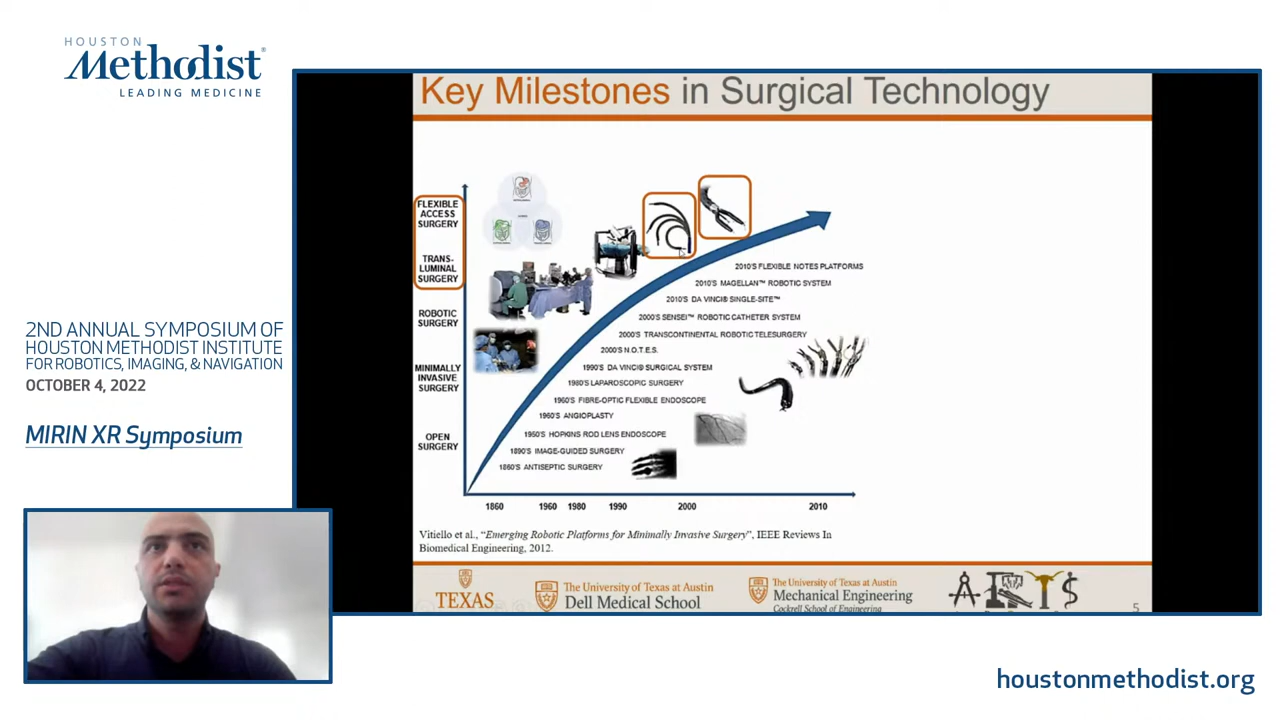 HOUSTON
Methodist®
LEADING MEDICINE
2ND ANNUAL SYMPOSIUM OF
HOUSTON METHODIST INSTITUTE
FOR ROBOTICS, IMAGING, & NAVIGATION
OCTOBER 4, 2022
MIRIN XR Symposium
Key Milestones in Surgical Technology
FLEXIBLE
ACCESS
SURGERY
TRANS-
LUMINAL
SURGERY
ROBOTIC
SURGERY
MINIMALLY
INVASIVE
SURGERY
OPEN
SURGERY
2010'S FLEXIBLE NOTES PLATFORMS
2010'S MAGELLAN™ ROBOTIC SYSTEM
2010'S DA VINCI® SINGLE-SITE™
2000'S SENSEI™ ROBOTIC CATHETER SYSTEM
2000'S TRANSCONTINENTAL ROBOTIC TELESURGERY
2000'S N.O.T.E.S.
1990'S DA VINCI® SURGICAL SYSTEM
1980'S LAPAROSCOPIC SURGERY
1960'S FIBRE-OPTIC FLEXIBLE ENDOSCOPE
1960'S ANGIOPLASTY
1950'S HOPKINS ROD LENS ENDOSCOPE
1890'S IMAGE-GUIDED SURGERY
1860'S ANTISEPTIC SURGERY
1860 1960 1980 1990 2000 2010
Vitiello et al., "Emerging Robotic Platforms for Minimally Invasive Surgery", IEEE Reviews In
Biomedical Engineering, 2012.
TEXAS
The University of Texas at Austin
Dell Medical School
The University of Texas at Austin
Mechanical Engineering
Cockrell School of Engineering
ARTS
5
houstonmethodist.org